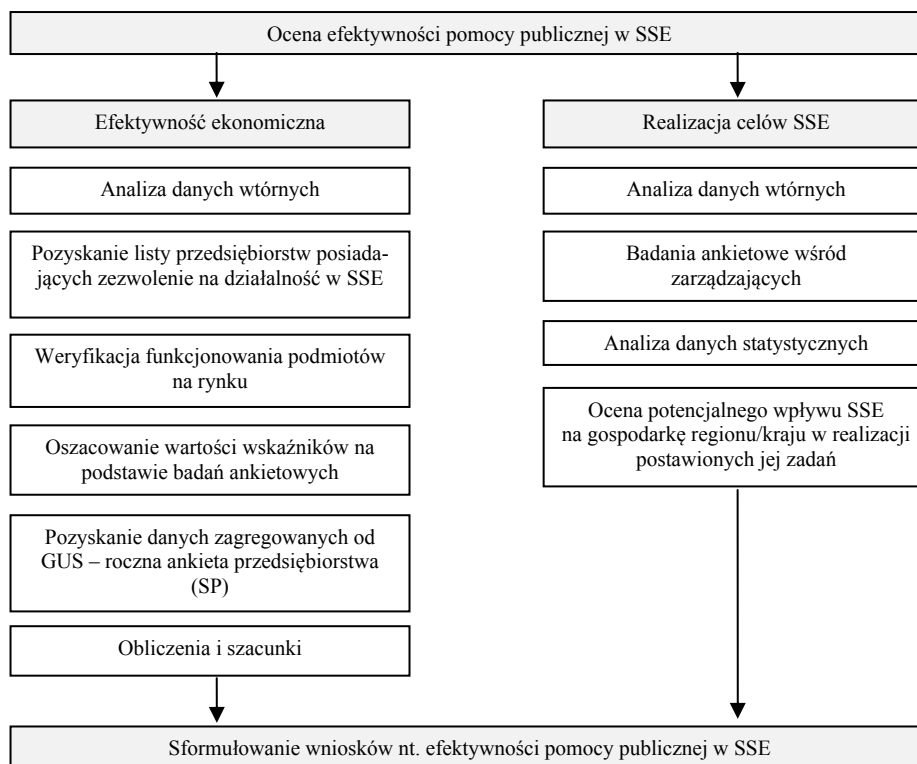 Ocena efektywności pomocy publicznej w SSE
Efektywność ekonomiczna
Analiza danych wtórnych
Pozyskanie listy przedsiębiorstw posiada-
jących zezwolenie na działalność w SSE
Weryfikacja funkcjonowania podmiotów
na rynku
Oszacowanie wartości wskaźników na
podstawie badań ankietowych
Pozyskanie danych zagregowanych od
GUS – roczna ankieta przedsiębiorstwa
(SP)
Obliczenia i szacunki
Realizacja celów SSE
Analiza danych wtórnych
Badania ankietowe wśród
zarządzających
Analiza danych statystycznych
Ocena potencjalnego wpływu SSE
na gospodarkę regionu/kraju w realizacji
postawionych jej zadań
Sformułowanie wniosków nt. efektywności pomocy publicznej w SSE